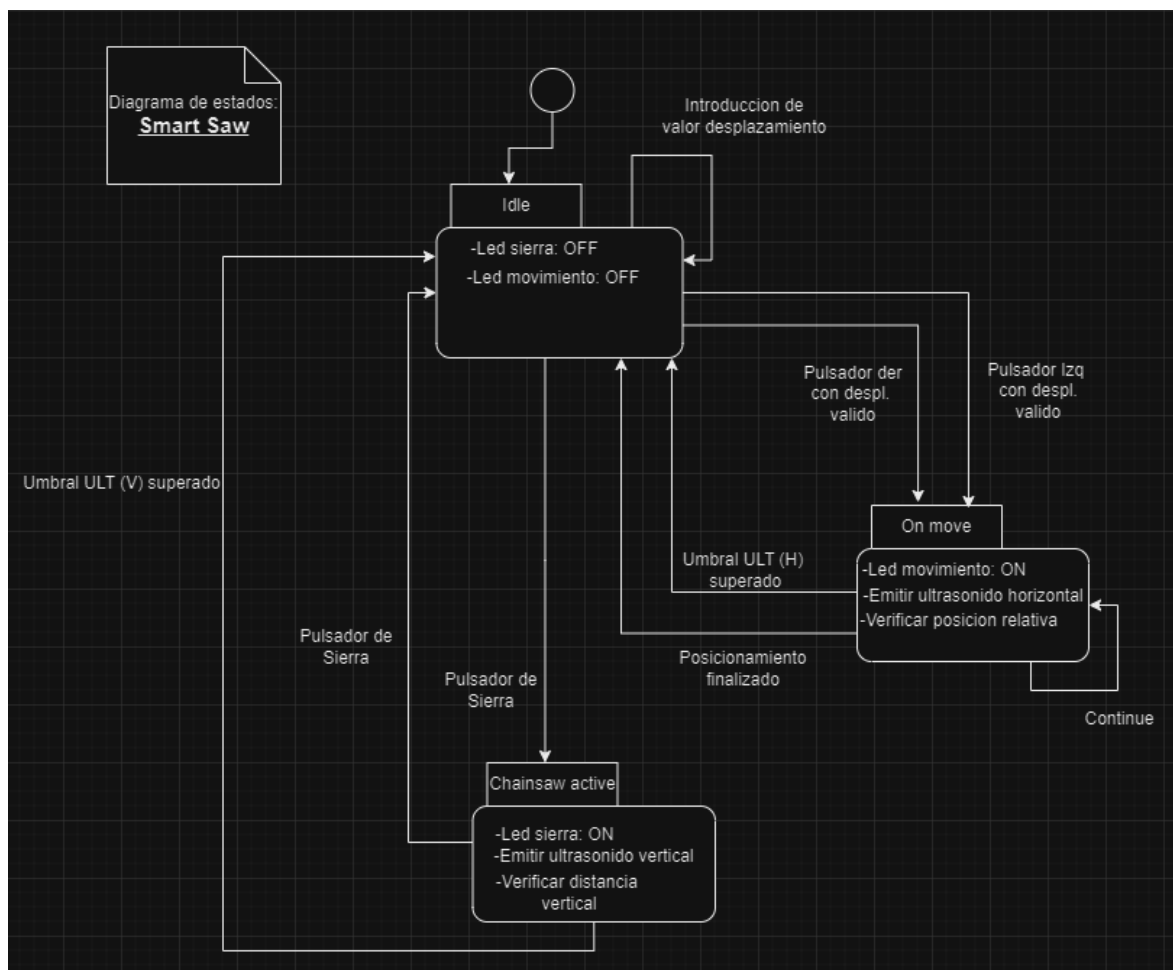 Diagrama de estados:
Smart Saw
Introduccion de
valor desplazamiento
Idle
-Led sierra: OFF
-Led movimiento: OFF
Pulsador der
con despl.
valido
Pulsador Izq
con despl.
valido
Umbral ULT (V) superado
On move
Umbral ULT (H)
superado
-Led movimiento: ON
-Emitir ultrasonido horizontal
-Verificar posicion relativa
Pulsador de
Sierra
Pulsador de
Sierra
Posicionamiento
finalizado
Continue
Chainsaw active
-Led sierra: ON
-Emitir ultrasonido vertical
-Verificar distancia
vertical